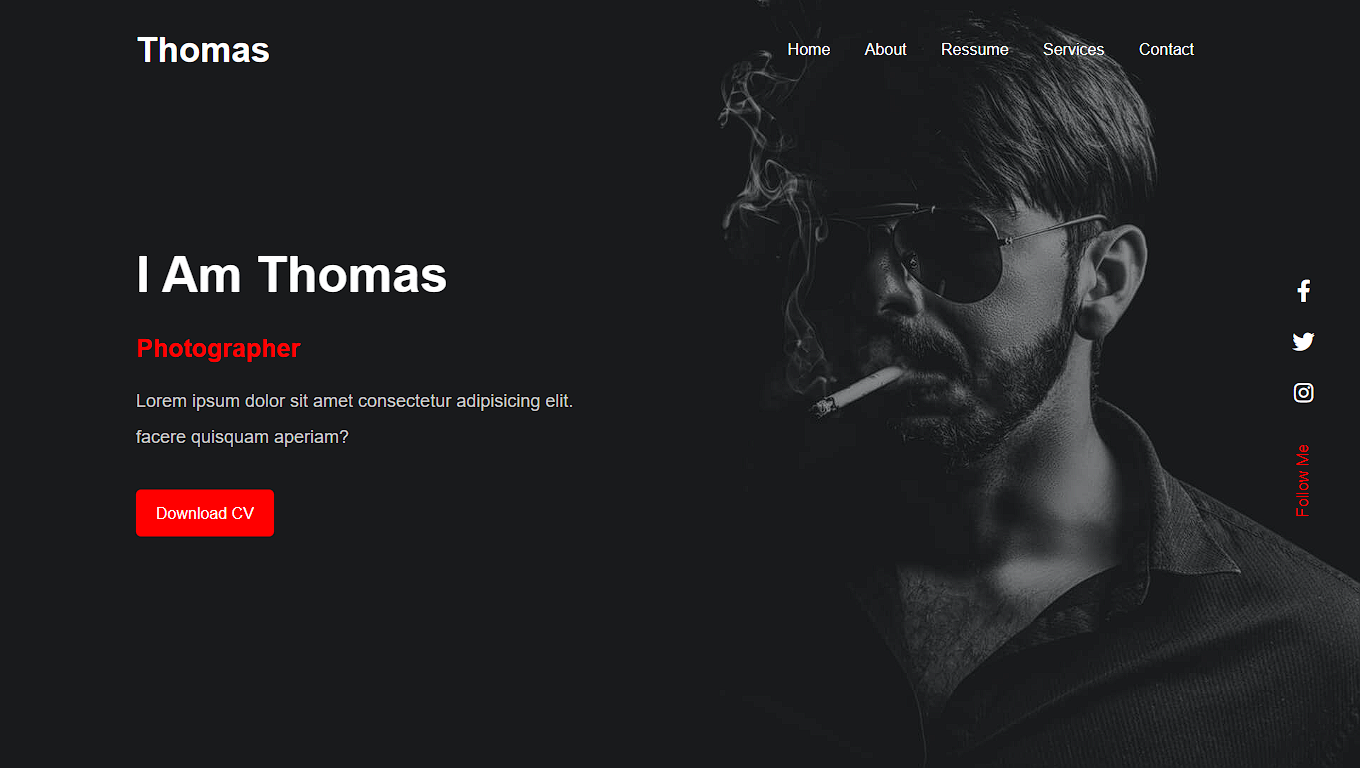 Thomas
Home About Ressume Services Contact
I Am Thomas
Photographer
Lorem ipsum dolor sit amet consectetur adipisicing elit.
facere quisquam aperiam?
Download CV
Follow Me